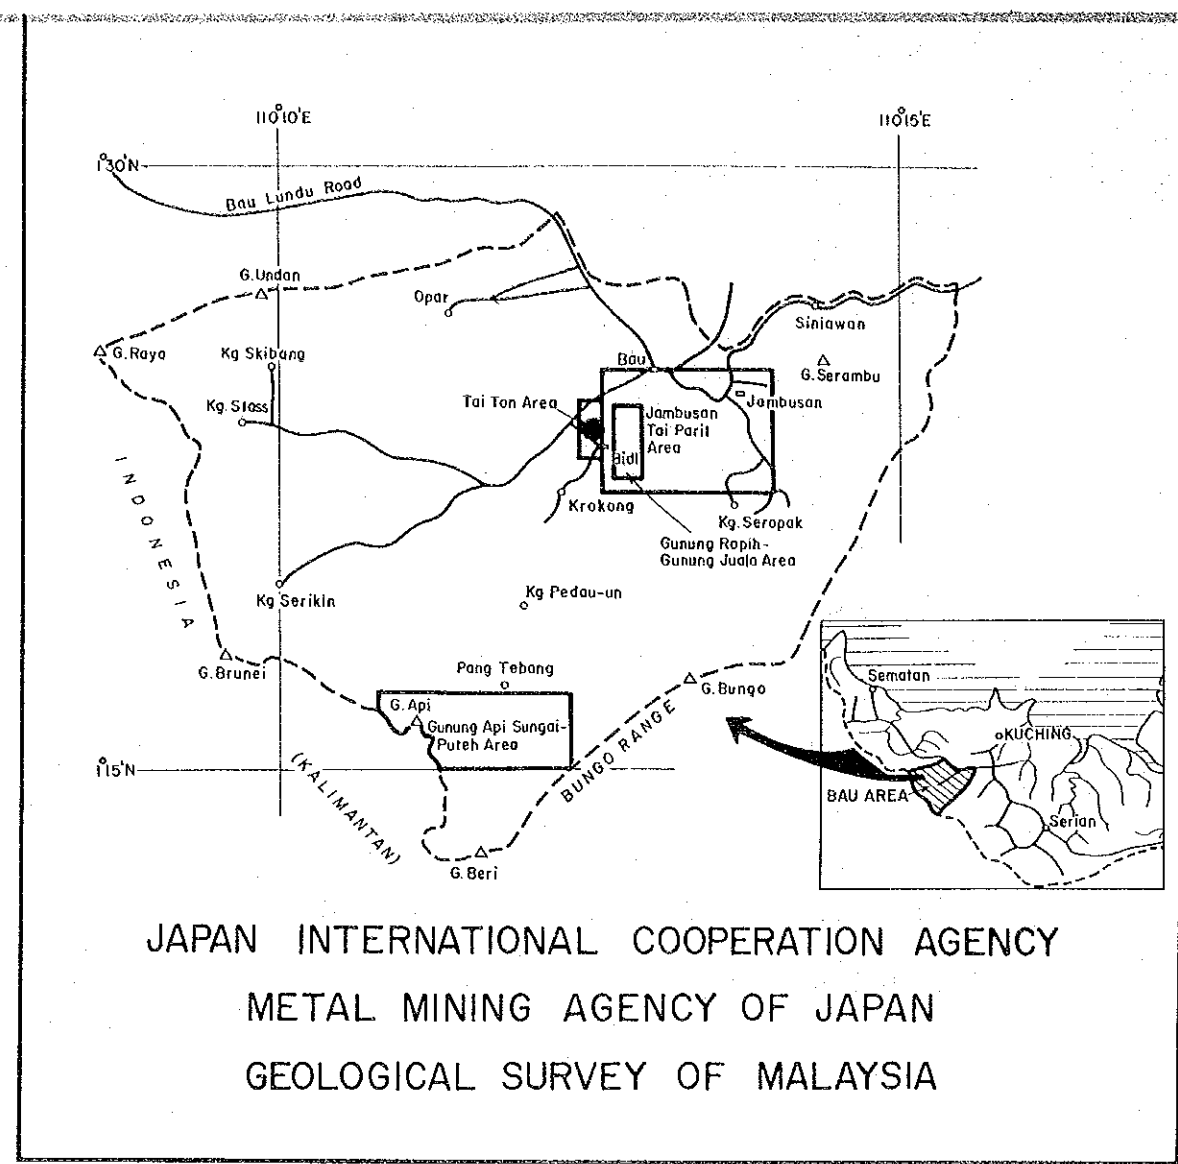 110°10'E
110°15'E
1°30'N
Bau Lundu Road
G.Undan
Opar
Siniawan
G.Raya
Kg Skibang
Bau
G.Serambu
Kg.Stass
Tai Ton Area
Jambusan
Jambusan
Tai Parit
Area
Bidi
INDONESIA
Krokong
Kg.Seropak
Gunung Rapih-
Gunung Juala Area
Kg Serikin
Kg Pedau-un
G.Brunei
Pang Tebang
G.Bungo
G.Api
Gunung Api Sungai-
Puteh Area
1°15'N
(KALIMANTAN)
BUNGO RANGE
G.Beri
Sematan
KUCHING
BAU AREA
Serian
JAPAN INTERNATIONAL COOPERATION AGENCY
METAL MINING AGENCY OF JAPAN
GEOLOGICAL SURVEY OF MALAYSIA